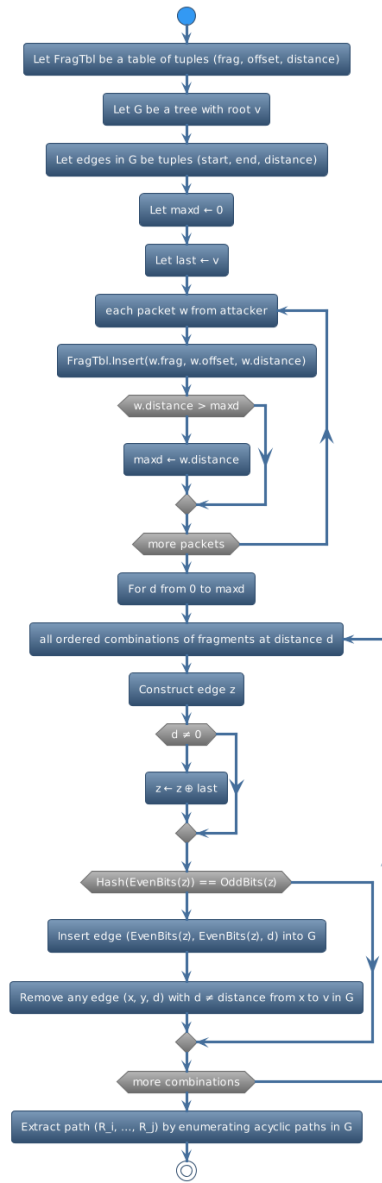 Let FragTbl be a table of tuples (frag, offset, distance)
Let G be a tree with root v
Let edges in G be tuples (start, end, distance)
Let maxd ← 0
Let last ← v
each packet w from attacker
FragTbl.Insert(w.frag, w.offset, w.distance)
w.distance > maxd
maxd ← w.distance
more packets
For d from 0 to maxd
all ordered combinations of fragments at distance d
Construct edge z
d ≠ 0
z ← z ⊕ last
Hash(EvenBits(z)) == OddBits(z)
Insert edge (EvenBits(z), EvenBits(z), d) into G
Remove any edge (x, y, d) with d ≠ distance from x to v in G
more combinations
Extract path (R_i, ..., R_j) by enumerating acyclic paths in G